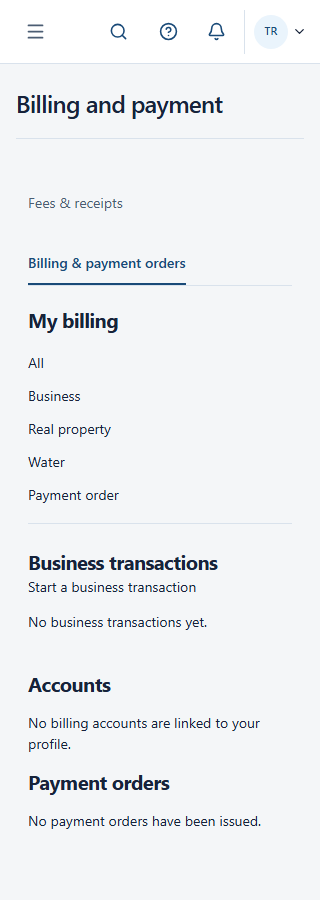 TR
Billing and payment
Fees & receipts
Billing & payment orders
My billing
All
Business
Real property
Water
Payment order
Business transactions
Start a business transaction
No business transactions yet.
Accounts
No billing accounts are linked to your
profile.
Payment orders
No payment orders have been issued.